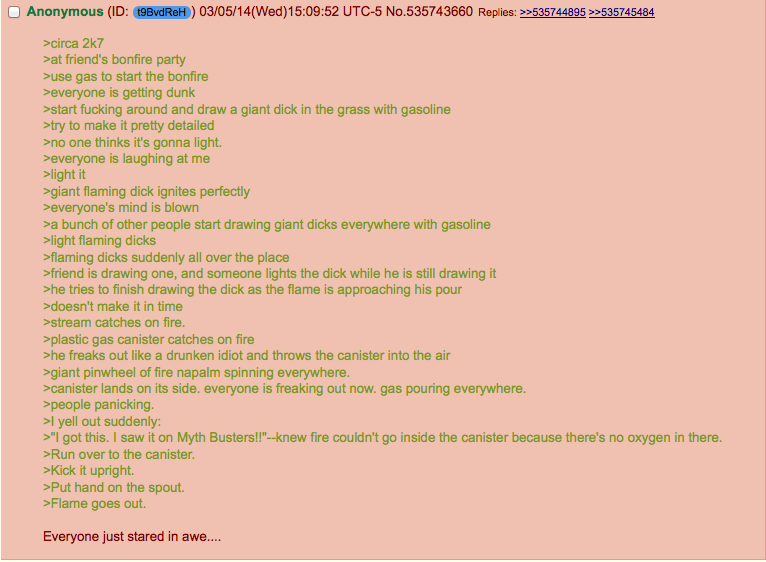 Anonymous (ID: t9BvdReH) 03/05/14(Wed)15:09:52 UTC-5 No.535743660 Replies: >>535744895 >>535745484
>circa 2k7
>at friend's bonfire party
>use gas to start the bonfire
>everyone is getting dunk
>start fucking around and draw a giant dick in the grass with gasoline
>try to make it pretty detailed
>no one thinks it's gonna light.
>everyone is laughing at me
>light it
>giant flaming dick ignites perfectly
>everyone's mind is blown
>a bunch of other people start drawing giant dicks everywhere with gasoline
>light flaming dicks
>flaming dicks suddenly all over the place
>friend is drawing one, and someone lights the dick while he is still drawing it
>he tries to finish drawing the dick as the flame is approaching his pour
>doesn't make it in time
>stream catches on fire.
>plastic gas canister catches on fire
>he freaks out like a drunken idiot and throws the canister into the air
>giant pinwheel of fire napalm spinning everywhere.
>canister lands on its side. everyone is freaking out now. gas pouring everywhere.
>people panicking.
>I yell out suddenly:
>"I got this. I saw it on Myth Busters!!"--knew fire couldn't go inside the canister because there's no oxygen in there.
>Run over to the canister.
>Kick it upright.
>Put hand on the spout.
>Flame goes out.
Everyone just stared in awe....